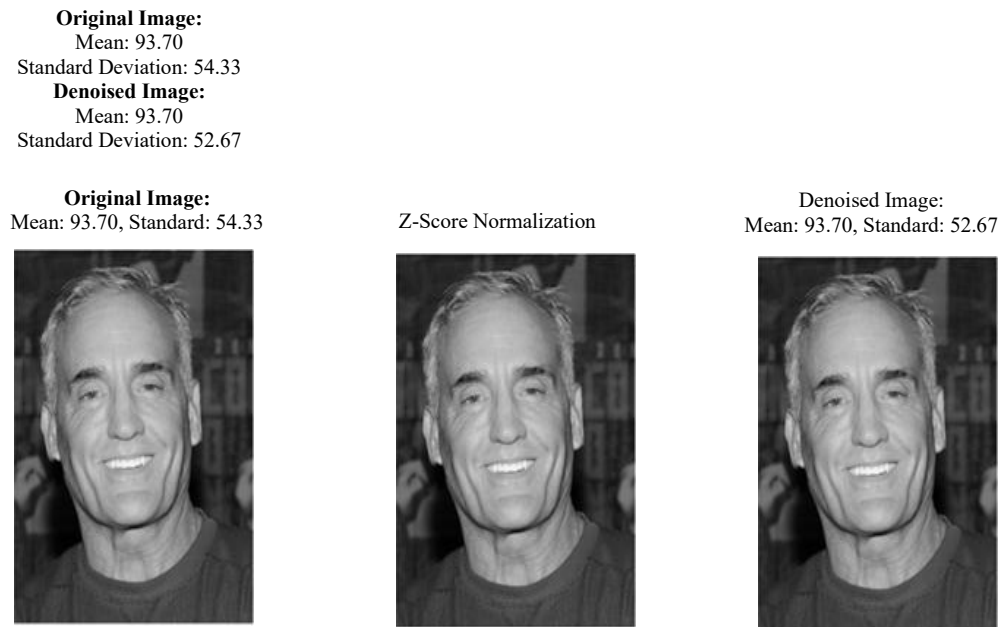 Original Image:
Mean: 93.70
Standard Deviation: 54.33
Denoised Image:
Mean: 93.70
Standard Deviation: 52.67
Original Image:
Mean: 93.70, Standard: 54.33
Z-Score Normalization
Denoised Image:
Mean: 93.70, Standard: 52.67